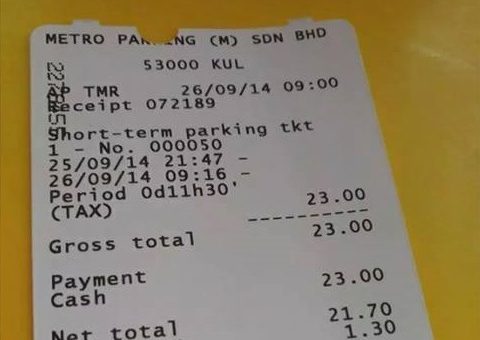 METRO PARKING (M) SDN BHD
53000 KUL
AP TMR 26/09/14 09:00
Receipt 072189
Short-term parking tkt
1 - No. 000050
25/09/14 21:47 -
26/09/14 09:16 -
Period 0d11h30'
(TAX) 23.00
----------
Gross total 23.00
Payment
Cash 23.00
21.70
Net total 1.30